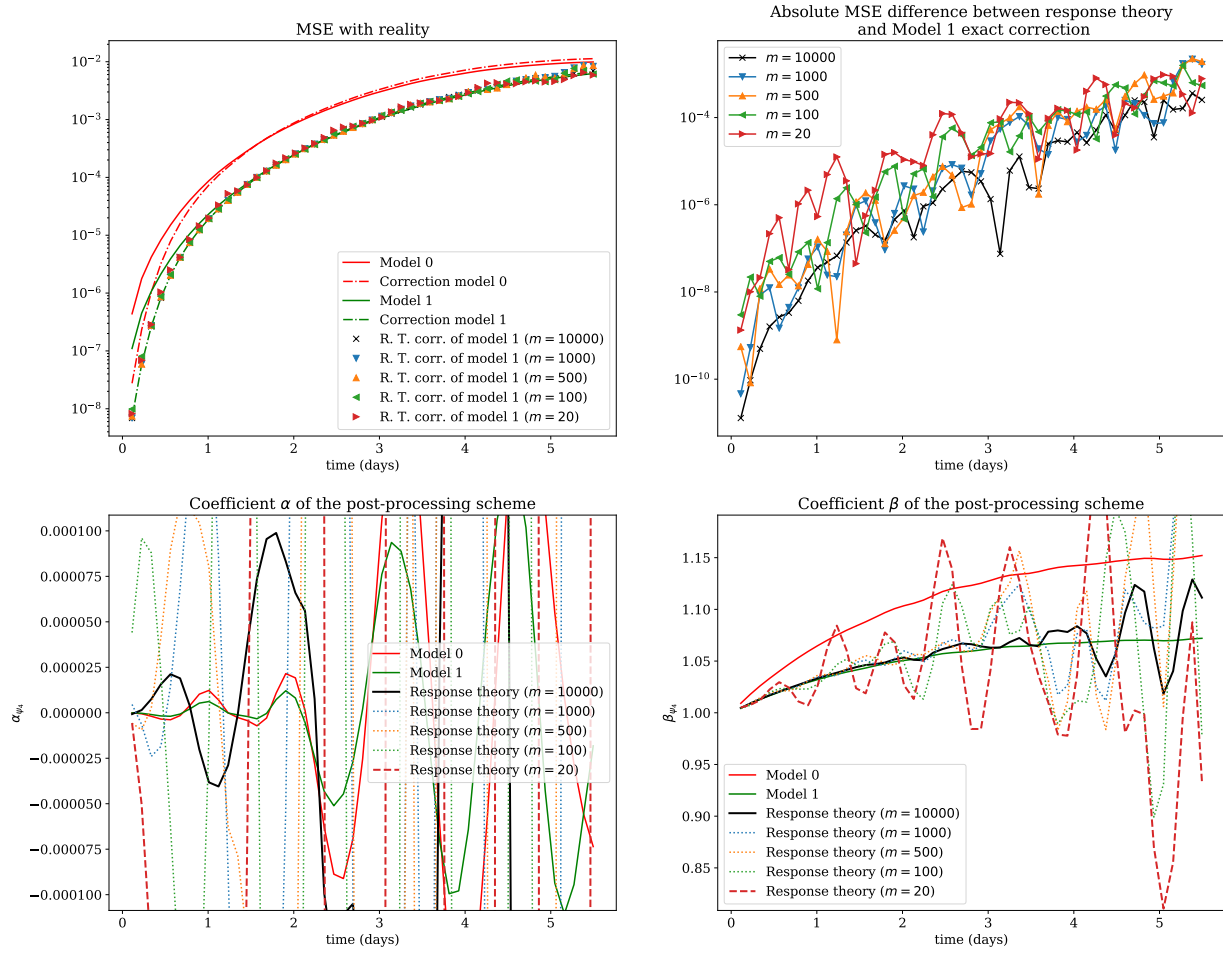 MSE with reality
10⁻²
10⁻³
10⁻⁴
10⁻⁵
10⁻⁶
10⁻⁷
10⁻⁸
Model 0
Correction model 0
Model 1
Correction model 1
R. T. corr. of model 1 (m = 10000)
R. T. corr. of model 1 (m = 1000)
R. T. corr. of model 1 (m = 500)
R. T. corr. of model 1 (m = 100)
R. T. corr. of model 1 (m = 20)
0 1 2 3 4 5
time (days)
Absolute MSE difference between response theory
and Model 1 exact correction
m = 10000
m = 1000
m = 500
m = 100
m = 20
10⁻⁴
10⁻⁶
10⁻⁸
10⁻¹⁰
0 1 2 3 4 5
time (days)
Coefficient α of the post-processing scheme
0.000100
0.000075
0.000050
0.000025
0.000000
−0.000025
−0.000050
−0.000075
−0.000100
α_ψ₄
Model 0
Model 1
Response theory (m = 10000)
Response theory (m = 1000)
Response theory (m = 500)
Response theory (m = 100)
Response theory (m = 20)
0 1 2 3 4 5
time (days)
Coefficient β of the post-processing scheme
1.15
1.10
1.05
1.00
0.95
0.90
0.85
β_ψ₄
Model 0
Model 1
Response theory (m = 10000)
Response theory (m = 1000)
Response theory (m = 500)
Response theory (m = 100)
Response theory (m = 20)
0 1 2 3 4 5
time (days)